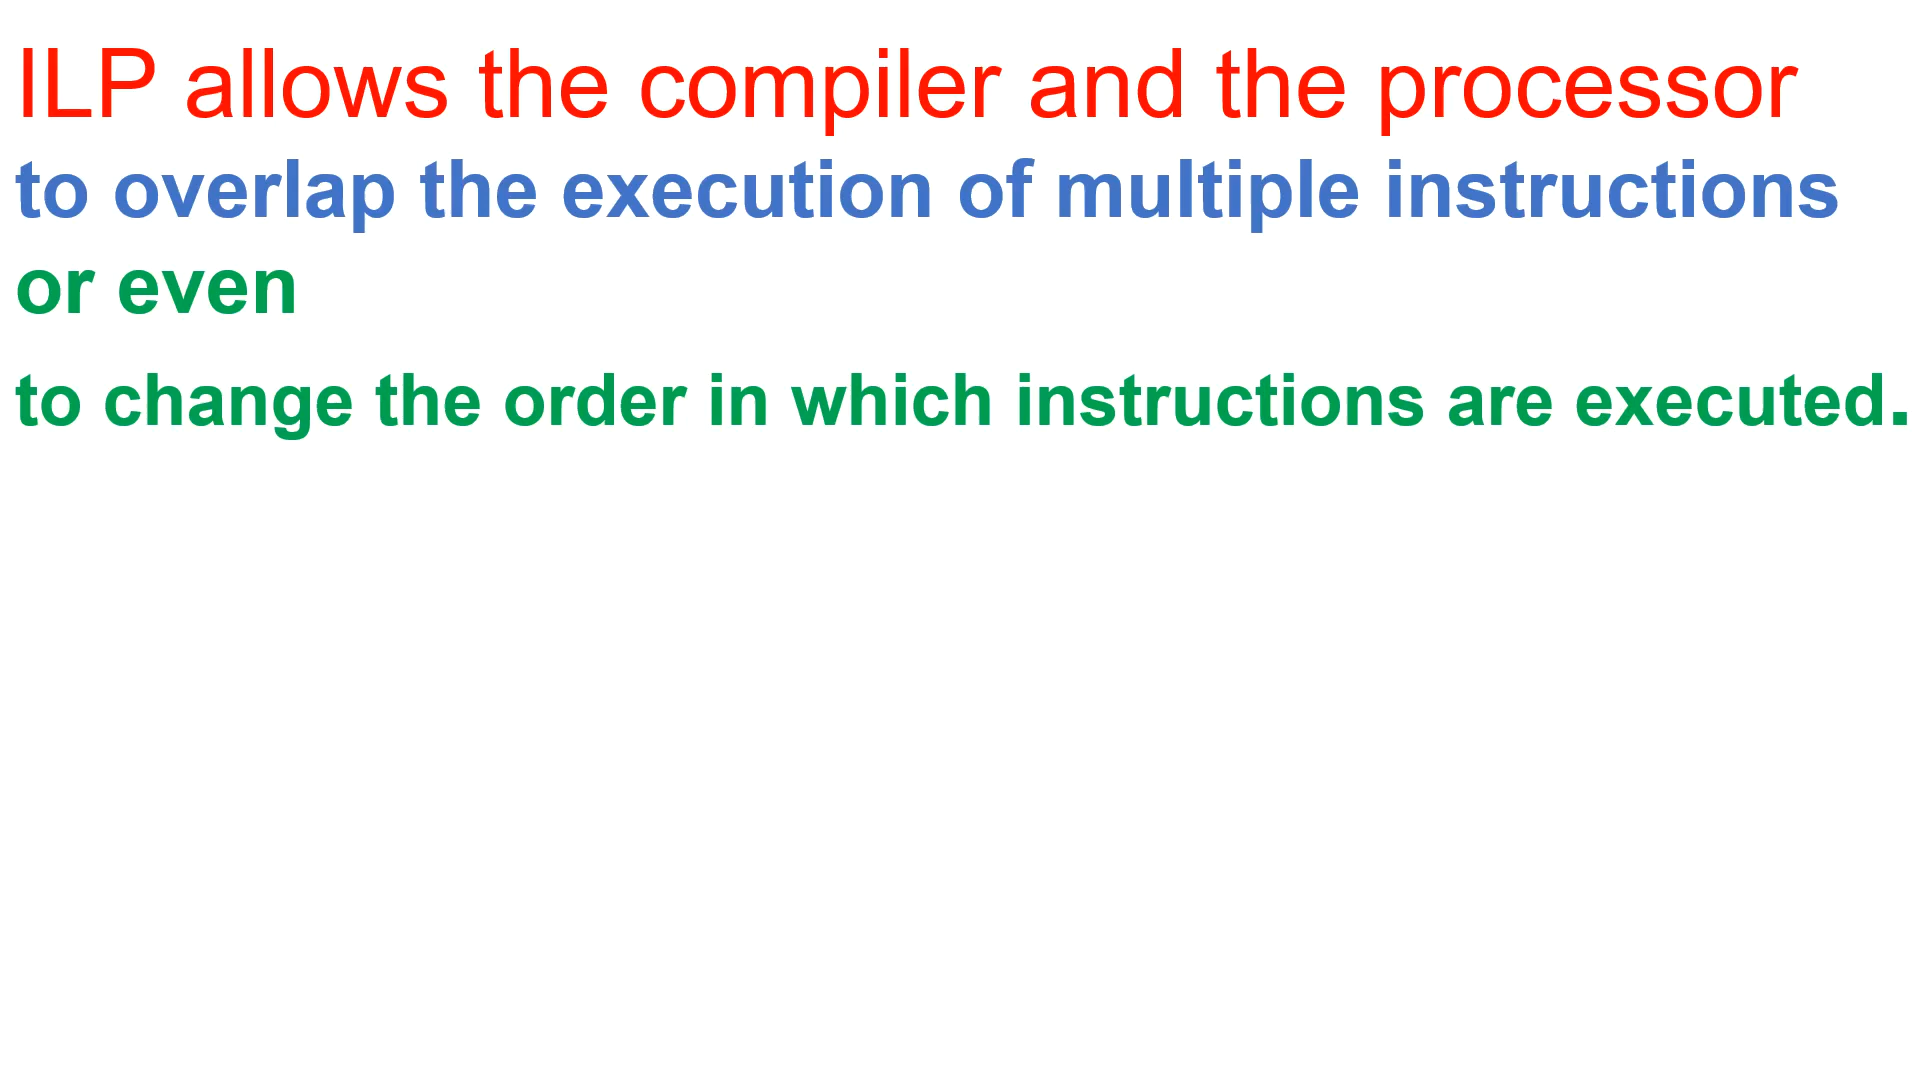 ILP allows the compiler and the processor
to overlap the execution of multiple instructions
or even
to change the order in which instructions are executed.